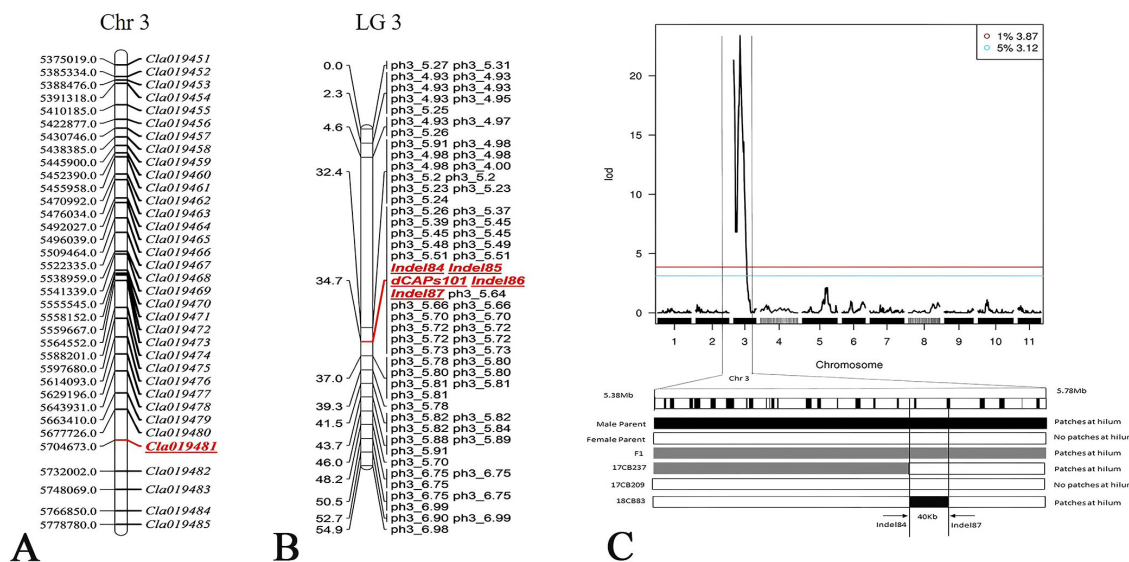 Chr 3
5375019.0 Cla019451
5385334.0 Cla019452
5388476.0 Cla019453
5391318.0 Cla019454
5410185.0 Cla019455
5422877.0 Cla019456
5430746.0 Cla019457
5438385.0 Cla019458
5445900.0 Cla019459
5452390.0 Cla019460
5455958.0 Cla019461
5470992.0 Cla019462
5476034.0 Cla019463
5492027.0 Cla019464
5496039.0 Cla019465
5509464.0 Cla019466
5522335.0 Cla019467
5538959.0 Cla019468
5541339.0 Cla019469
5555545.0 Cla019470
5558152.0 Cla019471
5559667.0 Cla019472
5564552.0 Cla019473
5588201.0 Cla019474
5597680.0 Cla019475
5614093.0 Cla019476
5629196.0 Cla019477
5643931.0 Cla019478
5663410.0 Cla019479
5677726.0 Cla019480
5704673.0 Cla019481
5732002.0 Cla019482
5748069.0 Cla019483
5766850.0 Cla019484
5778780.0 Cla019485
A
LG 3
0.0 ph3_5.27 ph3_5.31
ph3_4.93 ph3_4.93
2.3 ph3_4.93 ph3_4.93
ph3_4.93 ph3_4.95
ph3_5.25
4.6 ph3_4.93 ph3_4.97
ph3_5.26
ph3_5.91 ph3_4.98
ph3_4.98 ph3_4.98
ph3_4.98 ph3_4.00
32.4 ph3_5.2 ph3_5.2
ph3_5.23 ph3_5.23
ph3_5.24
ph3_5.26 ph3_5.37
ph3_5.39 ph3_5.45
ph3_5.45 ph3_5.45
ph3_5.48 ph3_5.49
ph3_5.51 ph3_5.51
Indel84 Indel85
34.7 dCAPs101 Indel86
Indel87 ph3_5.64
ph3_5.66 ph3_5.66
ph3_5.70 ph3_5.70
ph3_5.72 ph3_5.72
ph3_5.72 ph3_5.72
ph3_5.73 ph3_5.73
ph3_5.78 ph3_5.80
37.0 ph3_5.80 ph3_5.80
ph3_5.81 ph3_5.81
ph3_5.81
39.3 ph3_5.78
41.5 ph3_5.82 ph3_5.82
ph3_5.82 ph3_5.84
43.7 ph3_5.88 ph3_5.89
ph3_5.91
46.0 ph3_5.70
48.2 ph3_6.75 ph3_6.75
ph3_6.75
50.5 ph3_6.75 ph3_6.75
ph3_6.99
52.7 ph3_6.90 ph3_6.99
54.9 ph3_6.98
B
1% 3.87
5% 3.12
20
15
10
5
0
lod
1 2 3 4 5 6 7 8 9 10 11
Chromosome
Chr 3
5.38Mb 5.78Mb
Male Parent Patches at hilum
Female Parent No patches at hilum
F1 Patches at hilum
17CB237 Patches at hilum
17CB209 No patches at hilum
18CB83 Patches at hilum
Indel84 40Kb Indel87
C